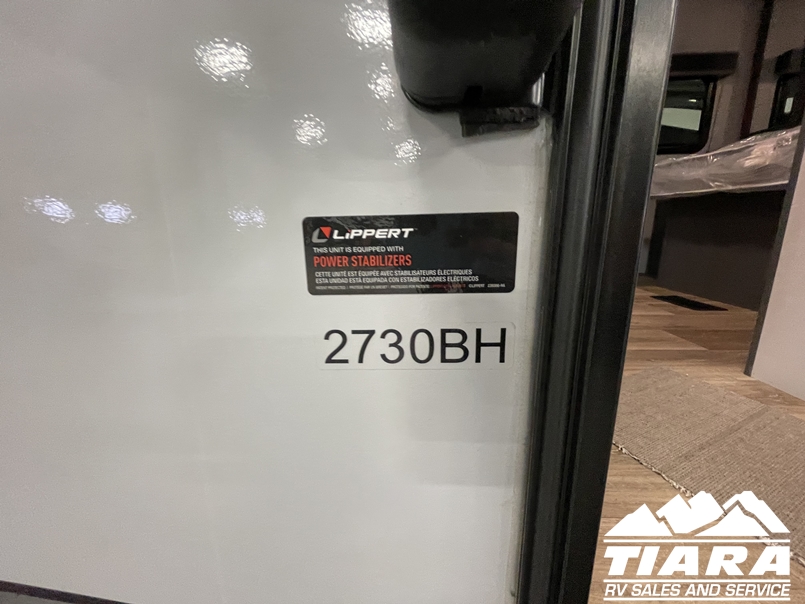 LiPPERT
THIS UNIT IS EQUIPPED WITH
POWER STABILIZERS
CETTE UNITÉ EST ÉQUIPÉE AVEC STABILISATEURS ÉLECTRIQUES
ESTA UNIDAD ESTA EQUIPADA CON ESTABILIZADORES ELÉCTRICOS
2730BH
TIARA
RV SALES AND SERVICE